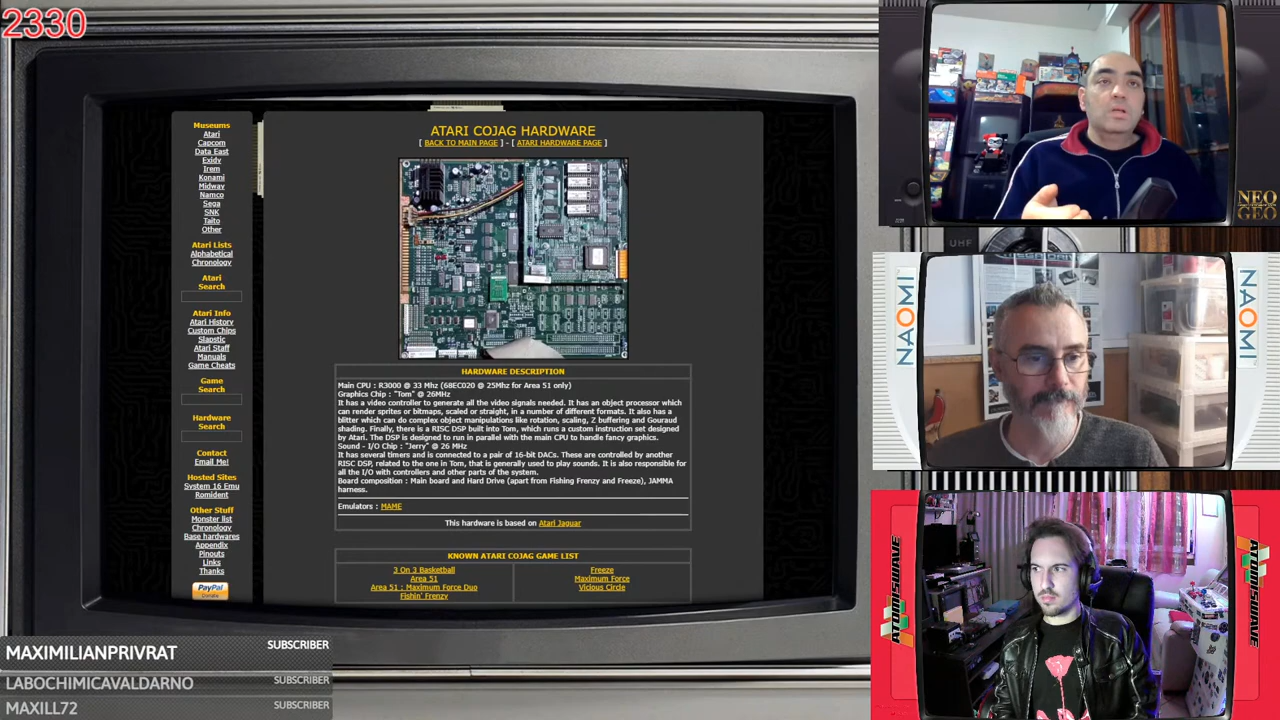 2330
Museums
Atari
Capcom
Data East
Exidy
Irem
Konami
Midway
Namco
Sega
SNK
Taito
Other
Atari Lists
Alphabetical
Chronology
Atari
Search
Atari Info
Atari History
Custom Chips
Slapstic
Atari Staff
Manuals
Game Cheats
Game
Search
Hardware
Search
Contact
Email Me!
Hosted Sites
System 16 Emu
Romident
Other Stuff
Monster list
Chronology
Base hardwares
Appendix
Pinouts
Links
Thanks
PayPal
Donate
ATARI COJAG HARDWARE
[ BACK TO MAIN PAGE ] - [ ATARI HARDWARE PAGE ]
HARDWARE DESCRIPTION
Main CPU : R3000 @ 33 Mhz (68EC020 @ 25Mhz for Area 51 only)
Graphics Chip : "Tom" @ 26MHz
It has a video controller to generate all the video signals needed. It has an object processor which
can render sprites or bitmaps, scaled or straight, in a number of different formats. It also has a
blitter which can do complex object manipulations like rotation, scaling, Z buffering and Gouraud
shading. Finally, there is a RISC DSP built into Tom, which runs a custom instruction set designed
by Atari. The DSP is designed to run in parallel with the main CPU to handle fancy graphics.
Sound - I/O Chip : "Jerry" @ 26 MHz
It has several timers and is connected to a pair of 16-bit DACs. These are controlled by another
RISC DSP, related to the one in Tom, that is generally used to play sounds. It is also responsible for
all the I/O with controllers and other parts of the system.
Board composition : Main board and Hard Drive (apart from Fishing Frenzy and Freeze), JAMMA
harness.
Emulators : MAME
This hardware is based on Atari Jaguar
KNOWN ATARI COJAG GAME LIST
3 On 3 Basketball
Area 51
Area 51 : Maximum Force Duo
Fishin' Frenzy
Freeze
Maximum Force
Vicious Circle
MAXIMILIANPRIVRAT SUBSCRIBER
LABOCHIMICAVALDARNO SUBSCRIBER
MAXILL72 SUBSCRIBER
NEO
GEO
UHF
NAOMI
NAOMI
ATOMISWAVE
ATOMISWAVE